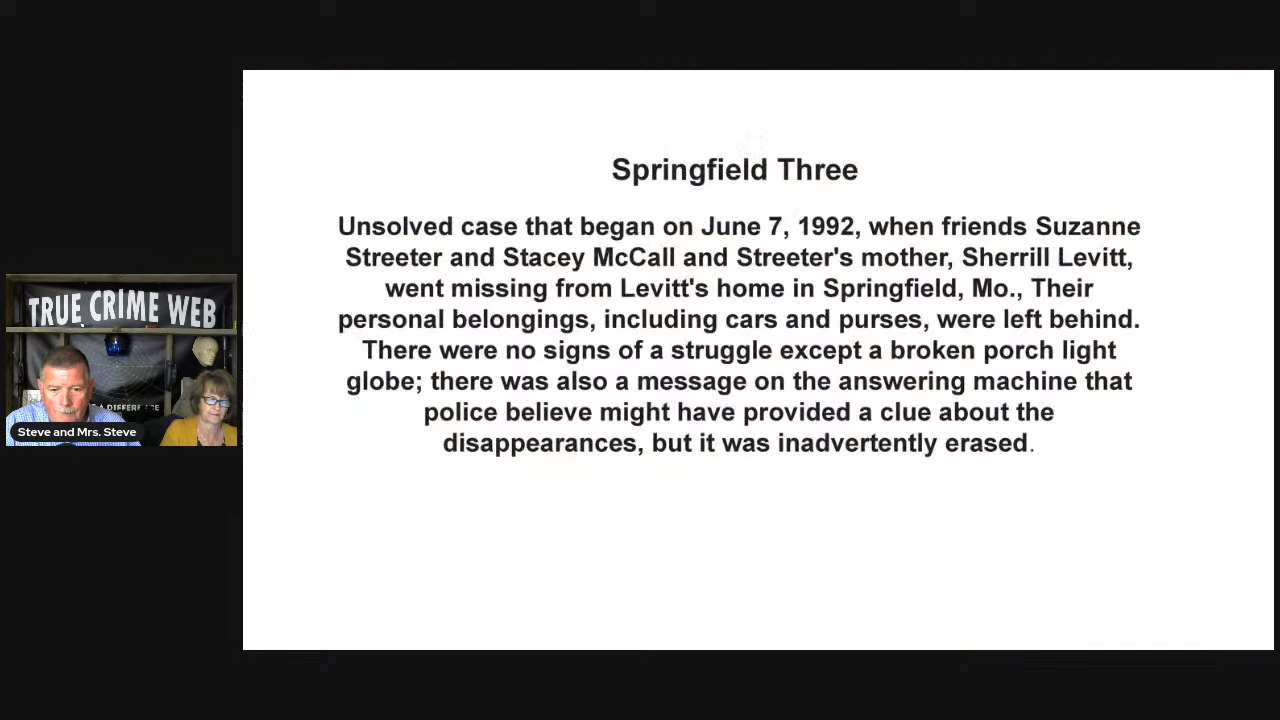 Springfield Three
Unsolved case that began on June 7, 1992, when friends Suzanne
Streeter and Stacey McCall and Streeter's mother, Sherrill Levitt,
went missing from Levitt's home in Springfield, Mo., Their
personal belongings, including cars and purses, were left behind.
There were no signs of a struggle except a broken porch light
globe; there was also a message on the answering machine that
police believe might have provided a clue about the
disappearances, but it was inadvertently erased.
TRUE CRIME WEB
A DIFFERENCE
Steve and Mrs. Steve